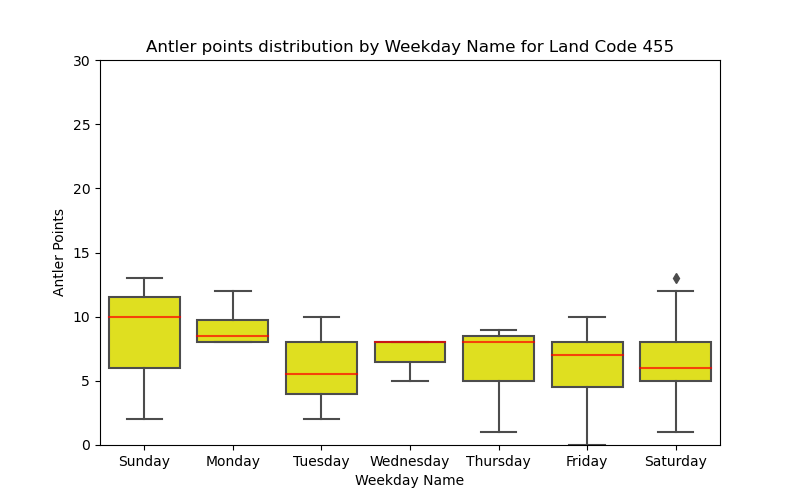 Antler points distribution by Weekday Name for Land Code 455
30
25
20
15
10
5
0
Antler Points
Sunday Monday Tuesday Wednesday Thursday Friday Saturday
Weekday Name